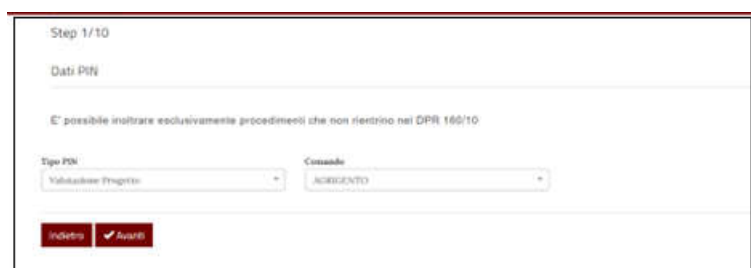 Step 1/10
Dati PIN
E' possibile inoltrare esclusivamente procedimenti che non rientrino nel DPR 160/10
Tipo PIN Comando
Valutazione Progetto AGRIGENTO
Indietro Avanti